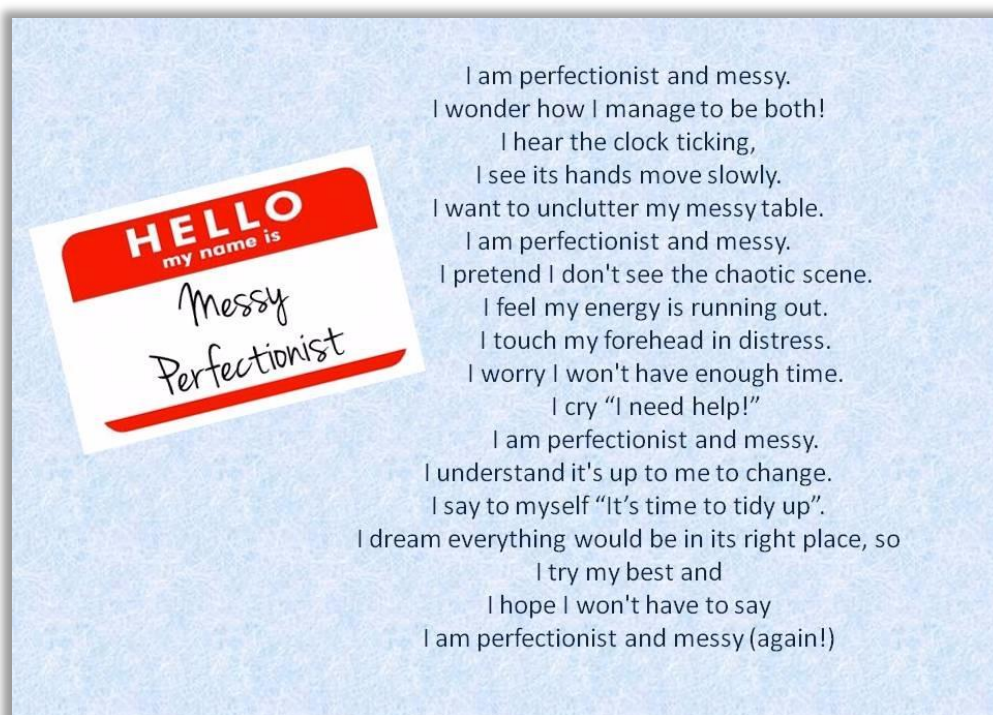 HELLO
my name is
Messy
Perfectionist
I am perfectionist and messy.
I wonder how I manage to be both!
I hear the clock ticking,
I see its hands move slowly.
I want to unclutter my messy table.
I am perfectionist and messy.
I pretend I don't see the chaotic scene.
I feel my energy is running out.
I touch my forehead in distress.
I worry I won't have enough time.
I cry “I need help!”
I am perfectionist and messy.
I understand it's up to me to change.
I say to myself “It’s time to tidy up”.
I dream everything would be in its right place, so
I try my best and
I hope I won't have to say
I am perfectionist and messy (again!)